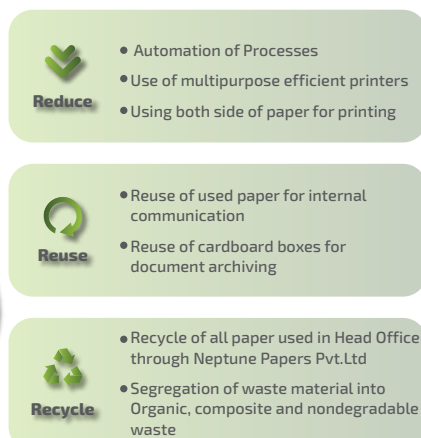 Reduce
• Automation of Processes
• Use of multipurpose efficient printers
• Using both side of paper for printing
Reuse
• Reuse of used paper for internal
communication
• Reuse of cardboard boxes for
document archiving
Recycle
• Recycle of all paper used in Head Office
through Neptune Papers Pvt.Ltd
• Segregation of waste material into
Organic, composite and nondegradable
waste